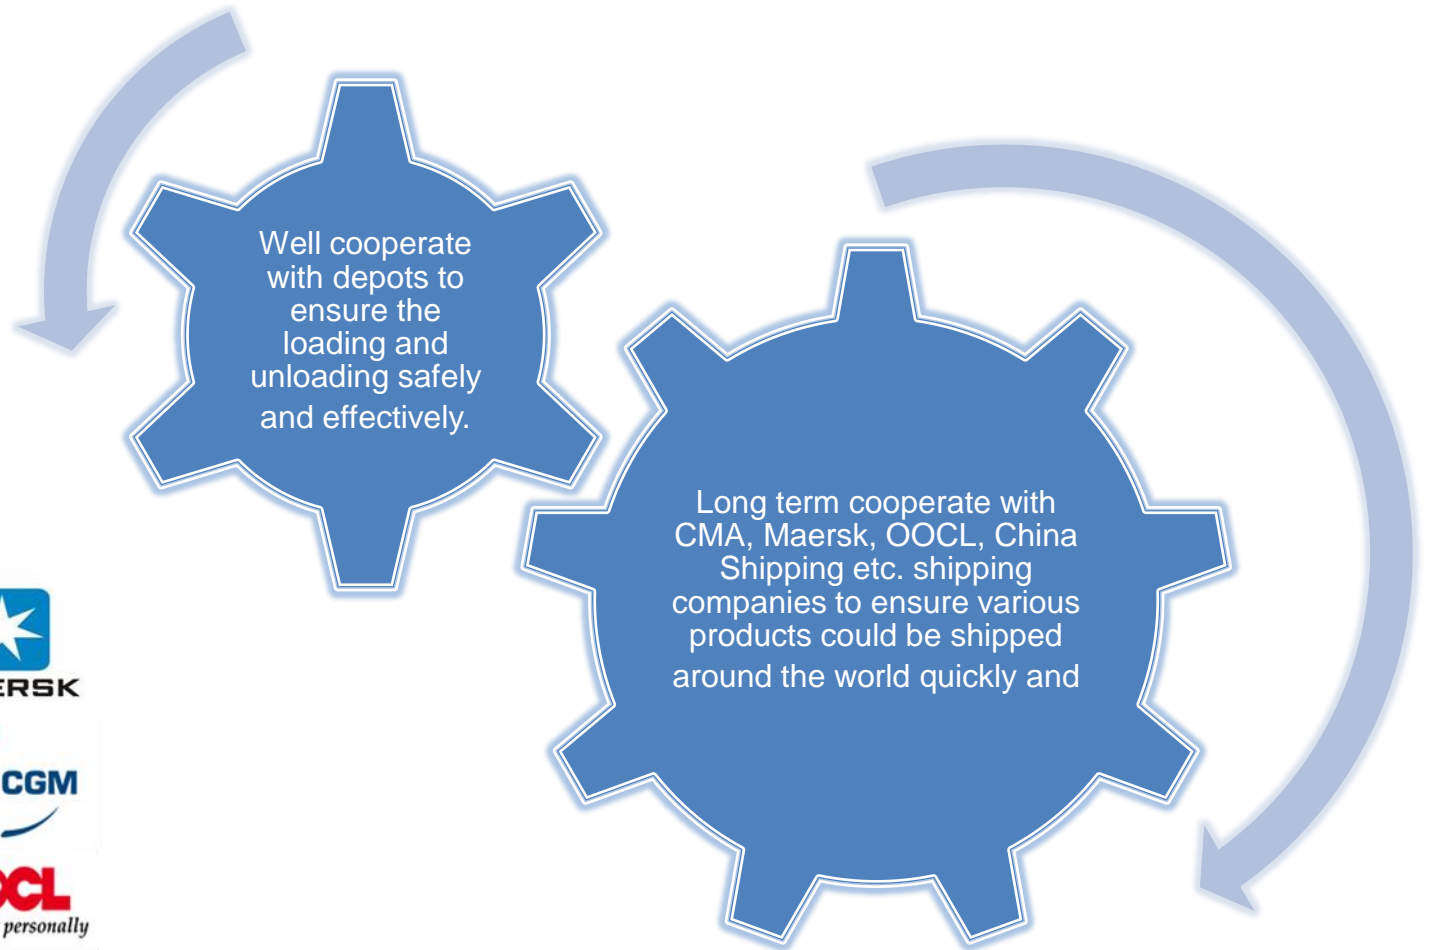 Well cooperate
with depots to
ensure the
loading and
unloading safely
and effectively.
Long term cooperate with
CMA, Maersk, OOCL, China
Shipping etc. shipping
companies to ensure various
products could be shipped
around the world quickly and
ERSK
CGM
OCL
personally